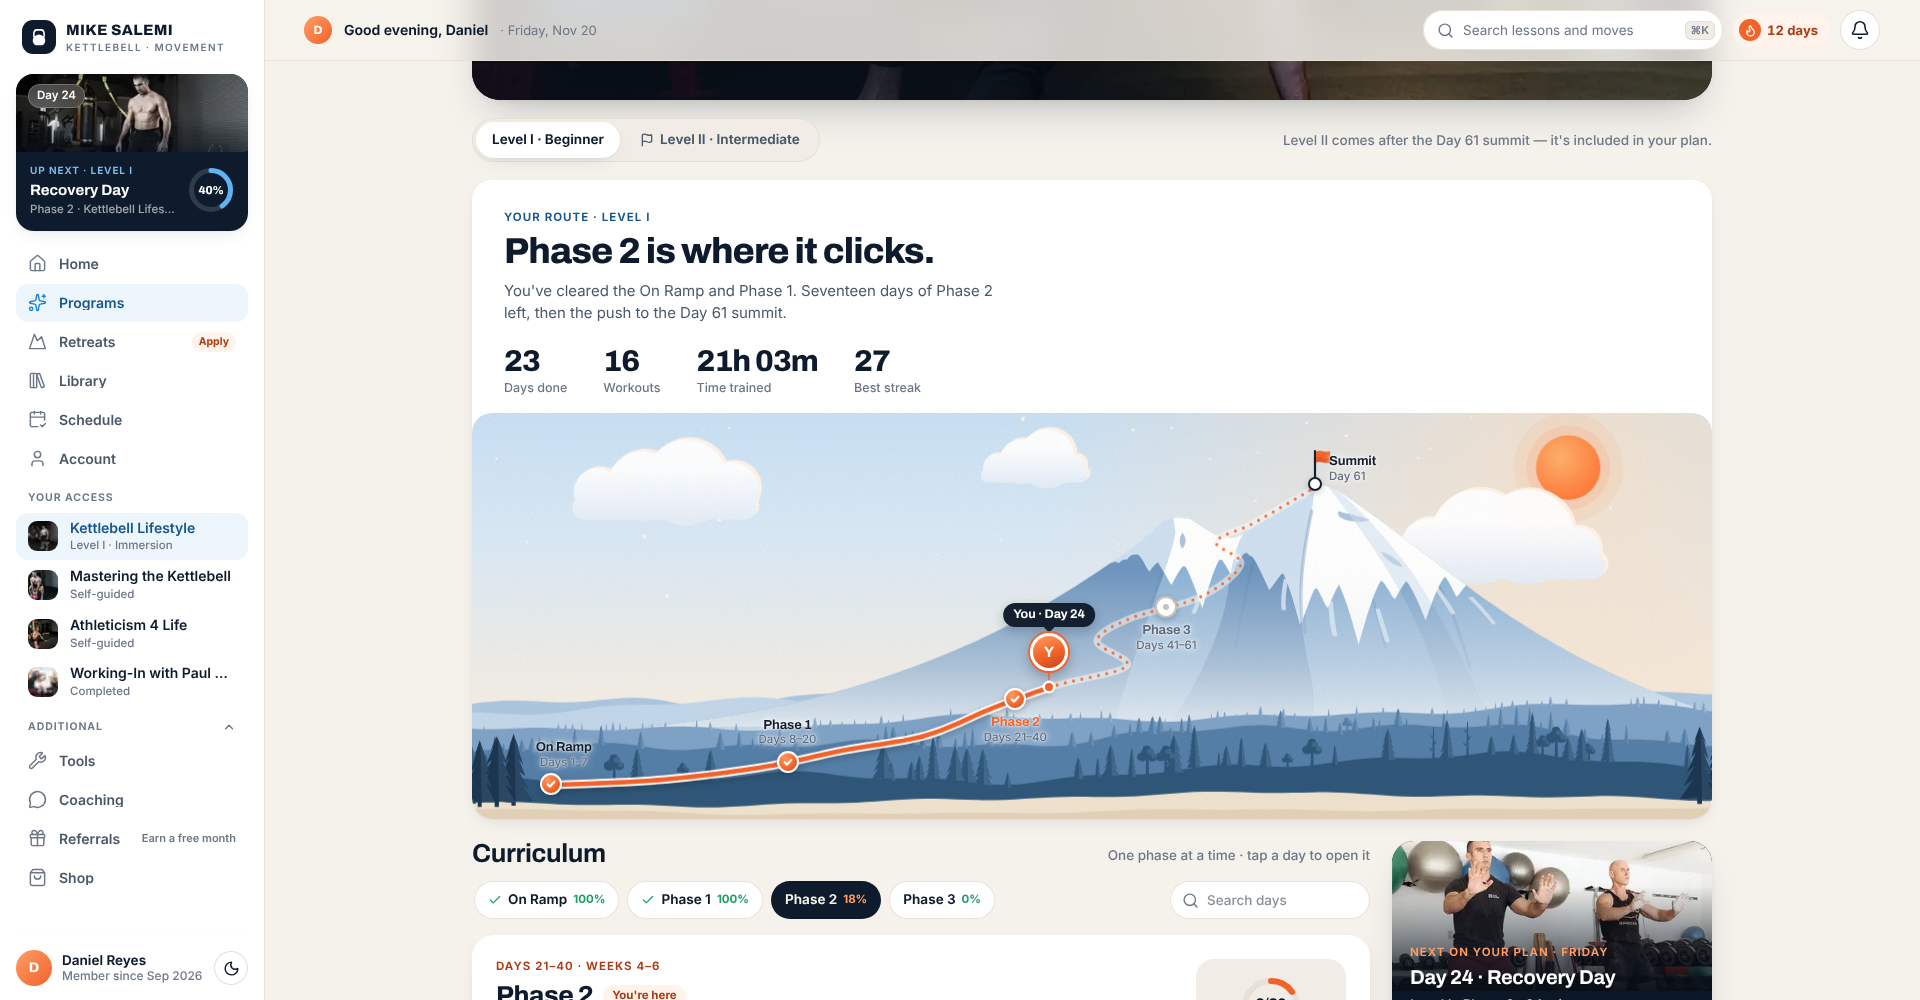 MIKE SALEMI
KETTLEBELL · MOVEMENT
Day 24
UP NEXT · LEVEL I
Recovery Day
Phase 2 · Kettlebell Lifes...
40%
Home
Programs
Retreats
Apply
Library
Schedule
Account
YOUR ACCESS
Kettlebell Lifestyle
Level I · Immersion
Mastering the Kettlebell
Self-guided
Athleticism 4 Life
Self-guided
Working-In with Paul ...
Completed
ADDITIONAL
Tools
Coaching
Referrals
Earn a free month
Shop
D
Daniel Reyes
Member since Sep 2026
D
Good evening, Daniel · Friday, Nov 20
Search lessons and moves
⌘K
12 days
Level I · Beginner
Level II · Intermediate
Level II comes after the Day 61 summit — it's included in your plan.
YOUR ROUTE · LEVEL I
Phase 2 is where it clicks.
You've cleared the On Ramp and Phase 1. Seventeen days of Phase 2
left, then the push to the Day 61 summit.
23
Days done
16
Workouts
21h 03m
Time trained
27
Best streak
Summit
Day 61
You · Day 24
Y
Phase 3
Days 41–61
Phase 2
Days 21–40
Phase 1
Days 8–20
On Ramp
Days 1–7
Curriculum
One phase at a time · tap a day to open it
On Ramp 100%
Phase 1 100%
Phase 2 18%
Phase 3 0%
Search days
DAYS 21–40 · WEEKS 4–6
Phase 2
You're here
NEXT ON YOUR PLAN · FRIDAY
Day 24 · Recovery Day